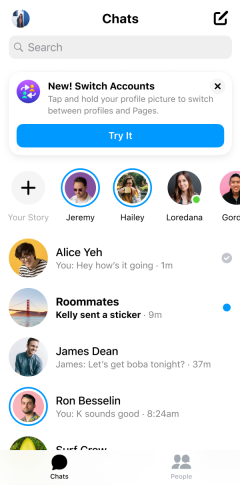 Chats
Search
New! Switch Accounts
Tap and hold your profile picture to switch
between profiles and Pages.
Try It
Your Story
Jeremy
Hailey
Loredana
Gord
Alice Yeh
You: Hey how's it going · 1m
Roommates
Kelly sent a sticker · 9m
James Dean
James: Let's get boba tonight? · 37m
Ron Besselin
You: K sounds good · 8:24am
Surf Crew
Chats
People